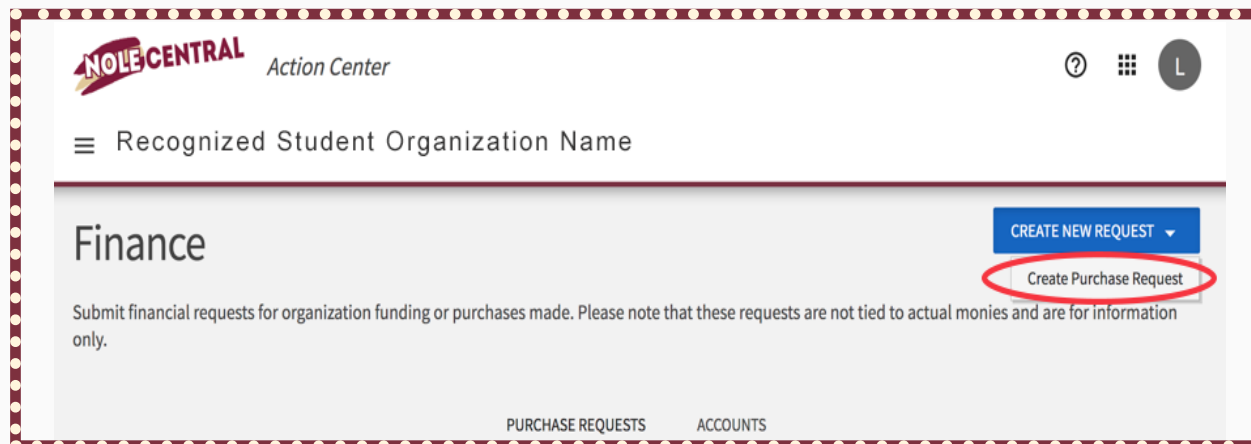 NOLECENTRAL Action Center
L
Recognized Student Organization Name
Finance
CREATE NEW REQUEST
Create Purchase Request
Submit financial requests for organization funding or purchases made. Please note that these requests are not tied to actual monies and are for information
only.
PURCHASE REQUESTS ACCOUNTS